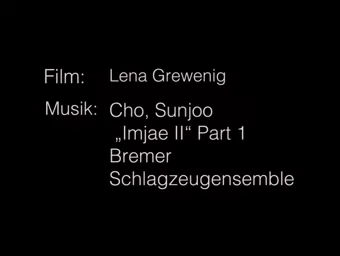 Film: Lena Grewenig
Musik: Cho, Sunjoo
„Imjae II“ Part 1
Bremer
Schlagzeugensemble